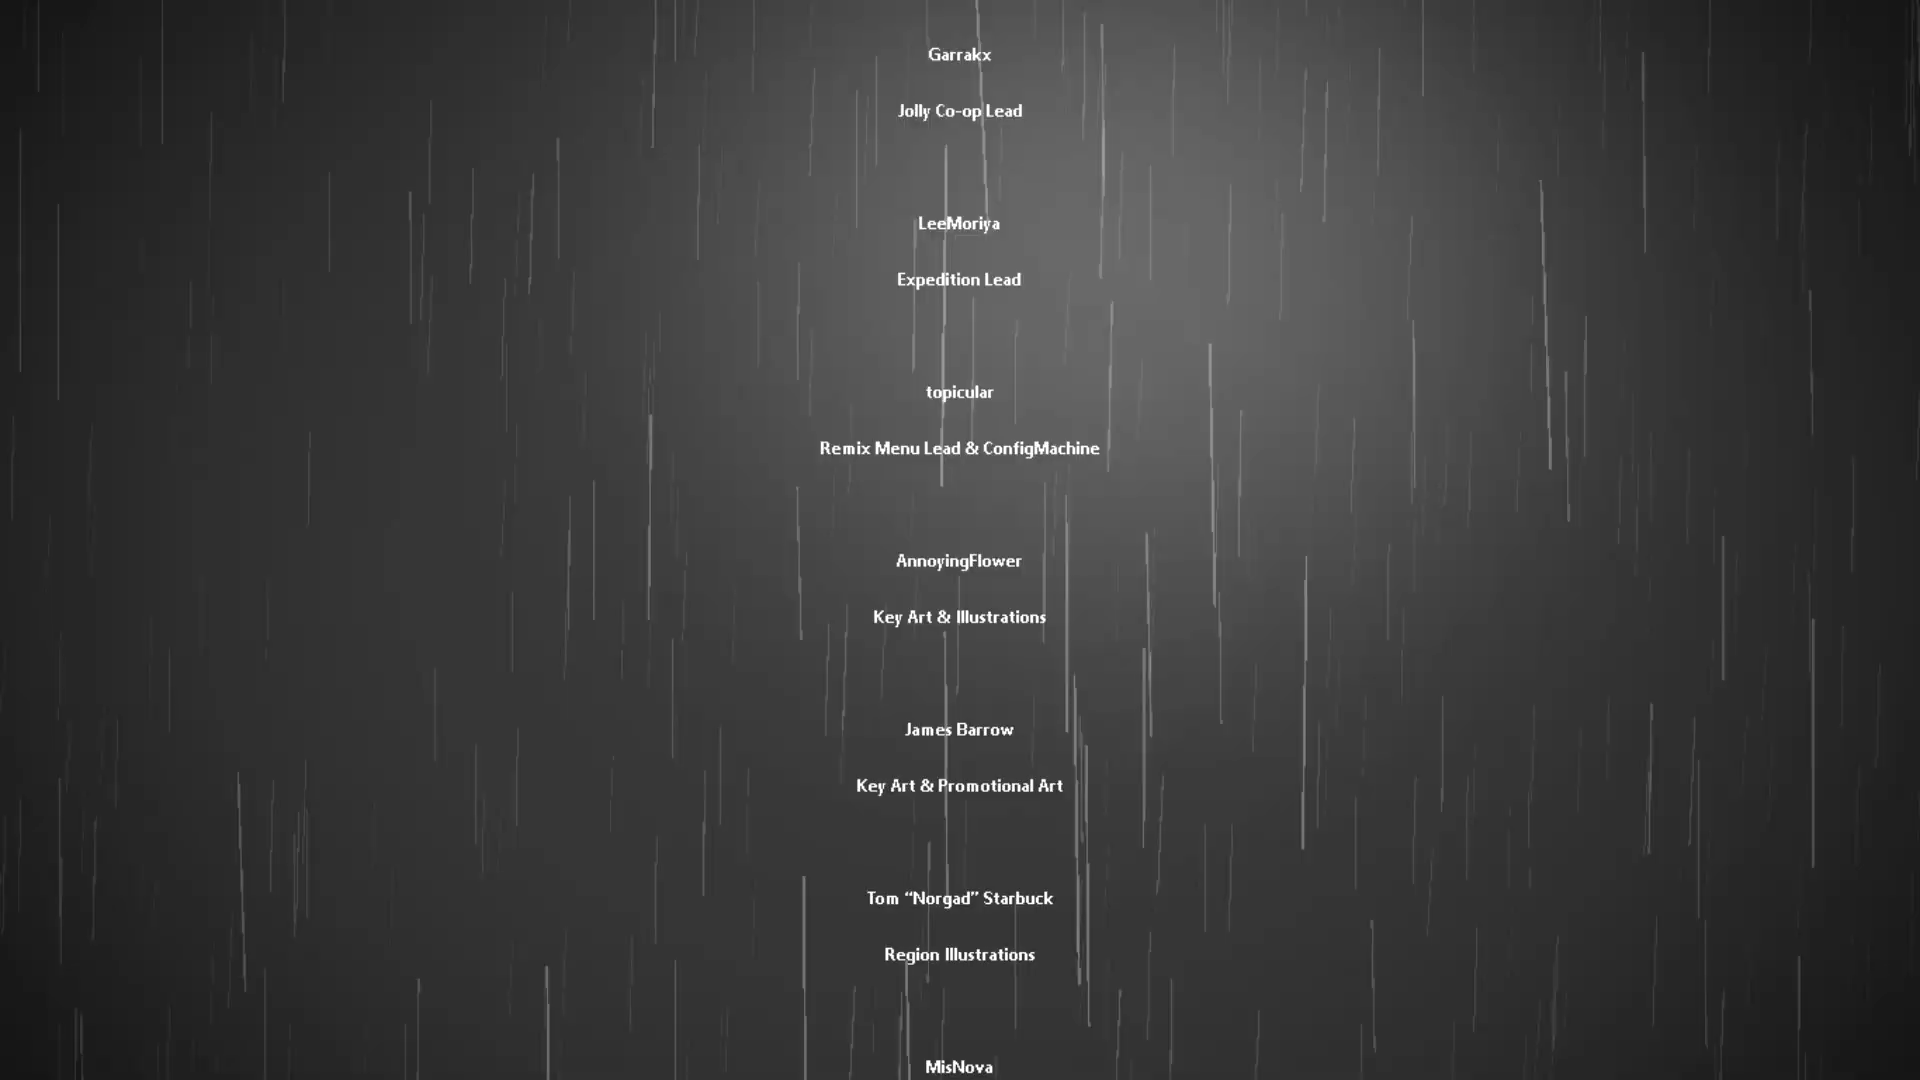 Garrakx
Jolly Co-op Lead
LeeMoriya
Expedition Lead
topicular
Remix Menu Lead & ConfigMachine
AnnoyingFlower
Key Art & Illustrations
James Barrow
Key Art & Promotional Art
Tom “Norgad” Starbuck
Region Illustrations
MisNova